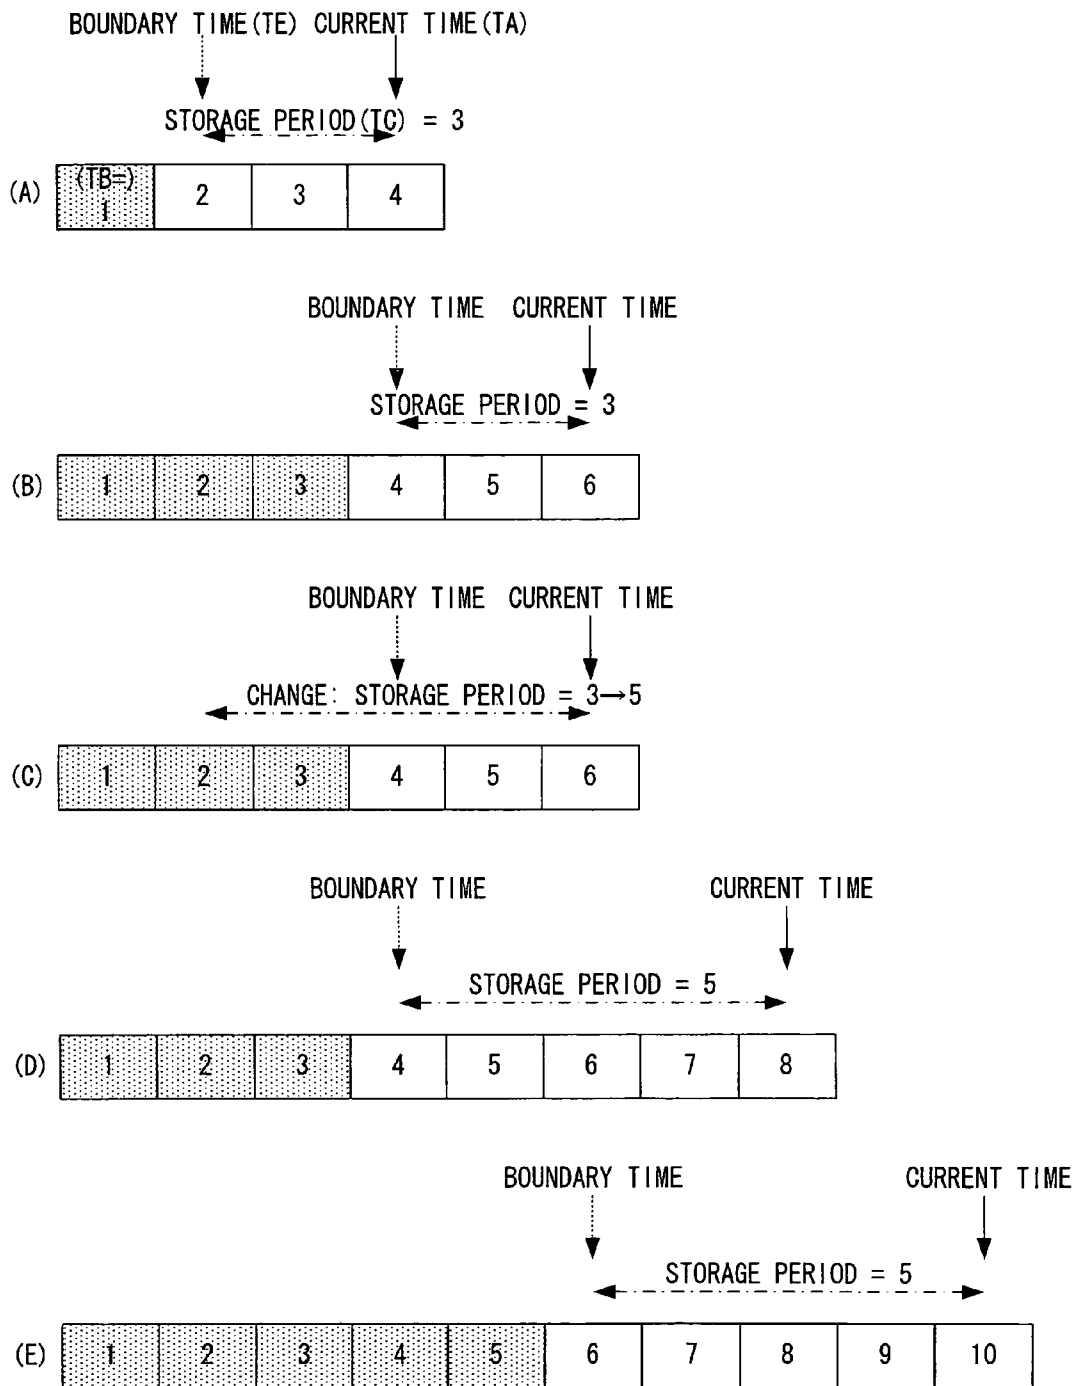 BOUNDARY TIME(TE) CURRENT TIME(TA)
STORAGE PERIOD(TC) = 3
(A) (TB=) 1 2 3 4
BOUNDARY TIME CURRENT TIME
STORAGE PERIOD = 3
(B) 1 2 3 4 5 6
BOUNDARY TIME CURRENT TIME
CHANGE: STORAGE PERIOD = 3→5
(C) 1 2 3 4 5 6
BOUNDARY TIME CURRENT TIME
STORAGE PERIOD = 5
(D) 1 2 3 4 5 6 7 8
BOUNDARY TIME CURRENT TIME
STORAGE PERIOD = 5
(E) 1 2 3 4 5 6 7 8 9 10